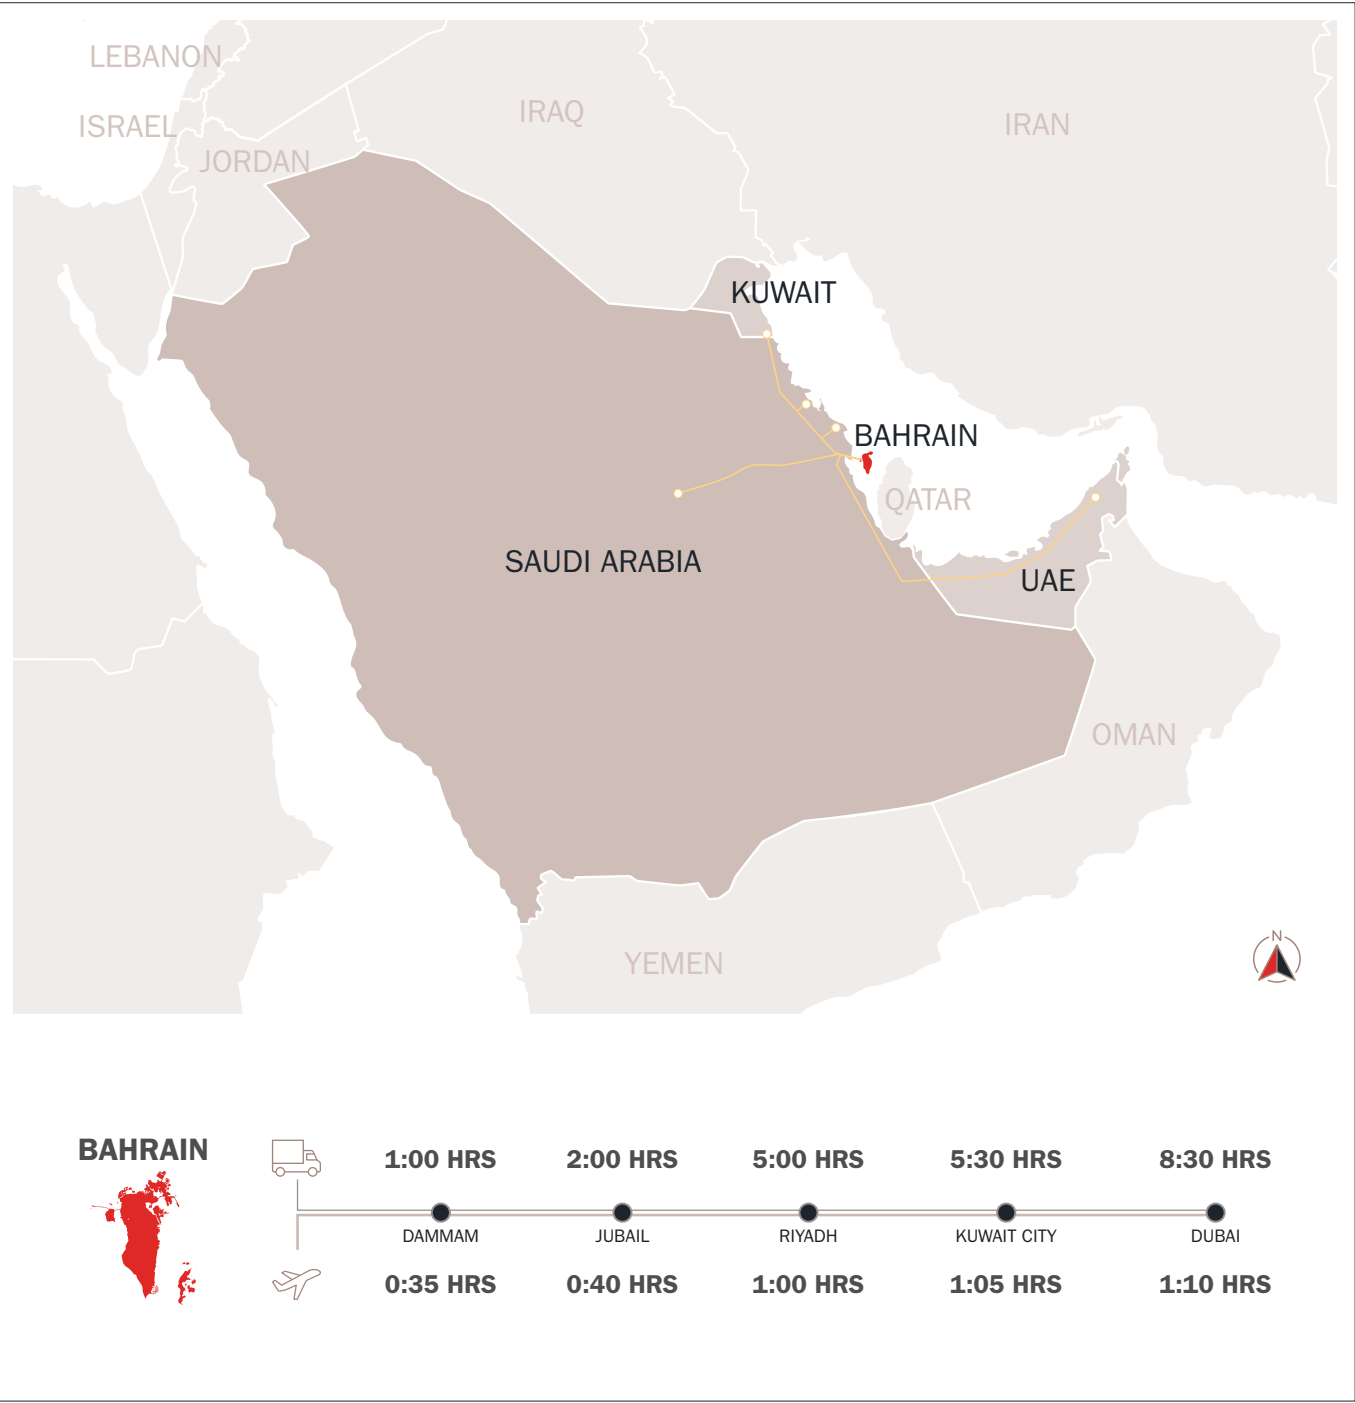 LEBANON
ISRAEL
JORDAN
IRAQ
IRAN
KUWAIT
BAHRAIN
QATAR
SAUDI ARABIA
UAE
OMAN
YEMEN
N
BAHRAIN
1:00 HRS 2:00 HRS 5:00 HRS 5:30 HRS 8:30 HRS
DAMMAM JUBAIL RIYADH KUWAIT CITY DUBAI
0:35 HRS 0:40 HRS 1:00 HRS 1:05 HRS 1:10 HRS